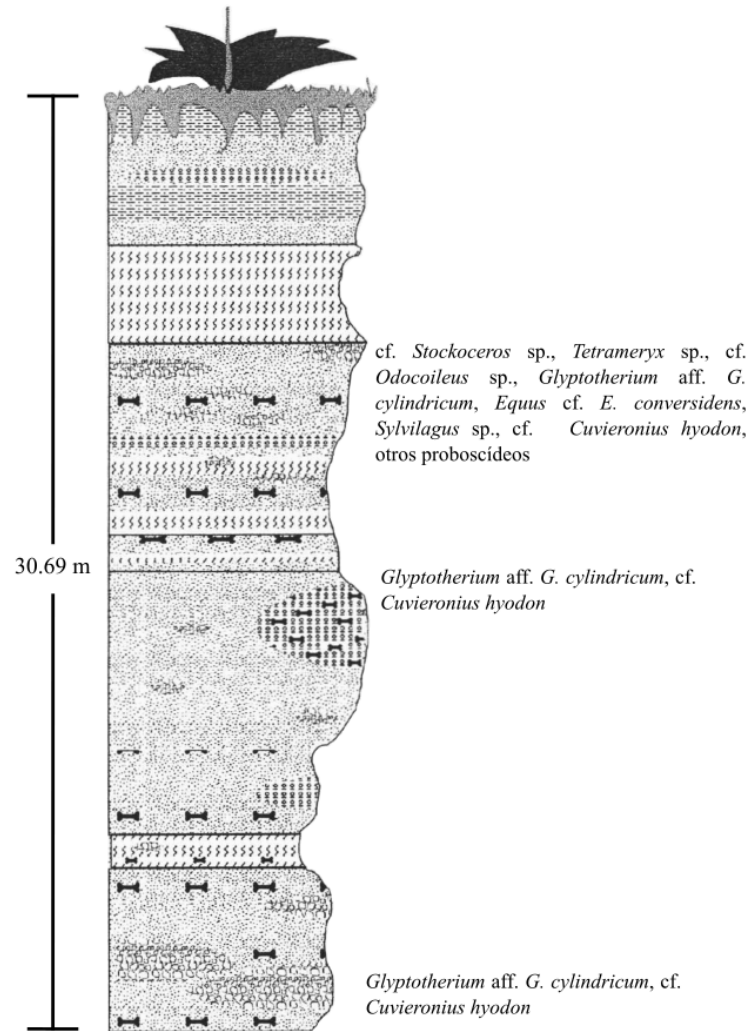 cf. Stockoceros sp., Tetrameryx sp., cf.
Odocoileus sp., Glyptotherium aff. G.
cylindricum, Equus cf. E. conversidens,
Sylvilagus sp., cf. Cuvieronius hyodon,
otros proboscídeos
30.69 m
Glyptotherium aff. G. cylindricum, cf.
Cuvieronius hyodon
Glyptotherium aff. G. cylindricum, cf.
Cuvieronius hyodon